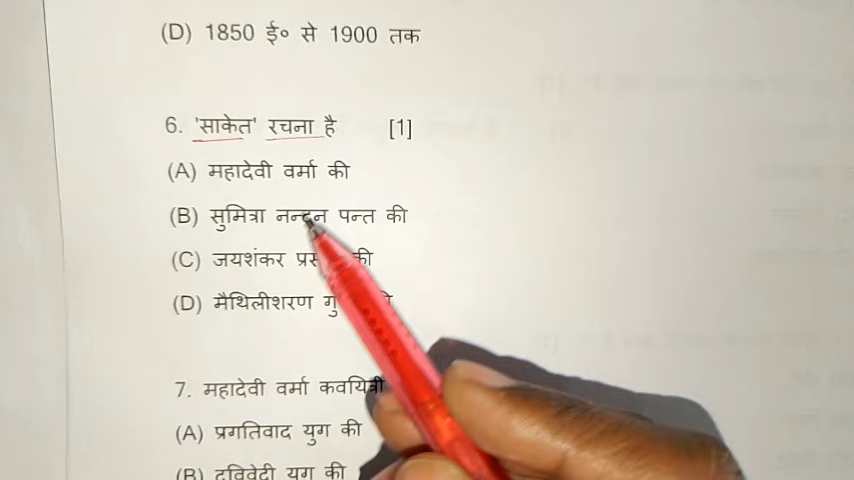 (D) 1850 ई० से 1900 तक
6. 'साकेत' रचना है [1]
(A) महादेवी वर्मा की
(B) सुमित्रा नन्दन पन्त की
(C) जयशंकर की
(D) मैथिलीशरण
7. महादेवी वर्मा कवयित्री
(A) प्रगतिवाद युग की
(B) द्विवेदी युग की